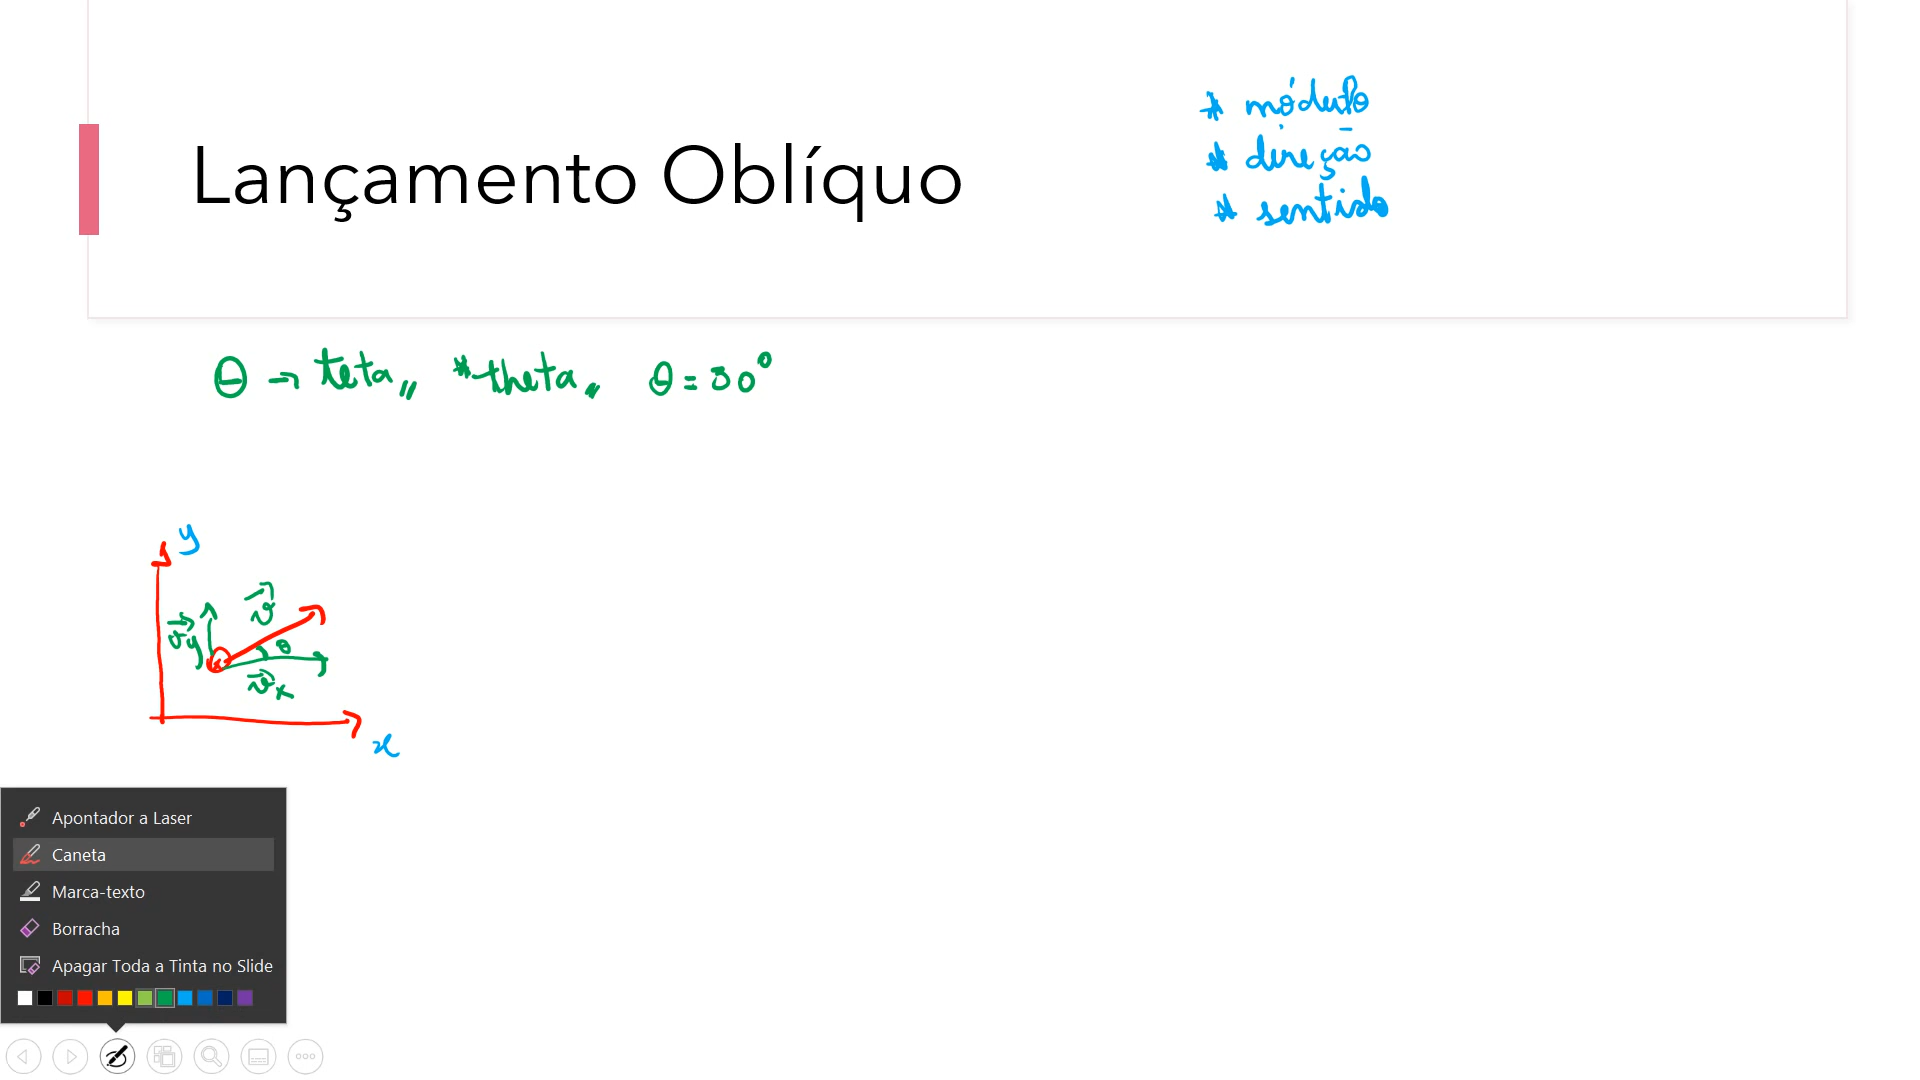 Lançamento Oblíquo
* módulo
* direção
* sentido
θ → teta,, *theta,, θ = 30°
y
v⃗
v⃗y
θ
v⃗x
x
Apontador a Laser
Caneta
Marca-texto
Borracha
Apagar Toda a Tinta no Slide